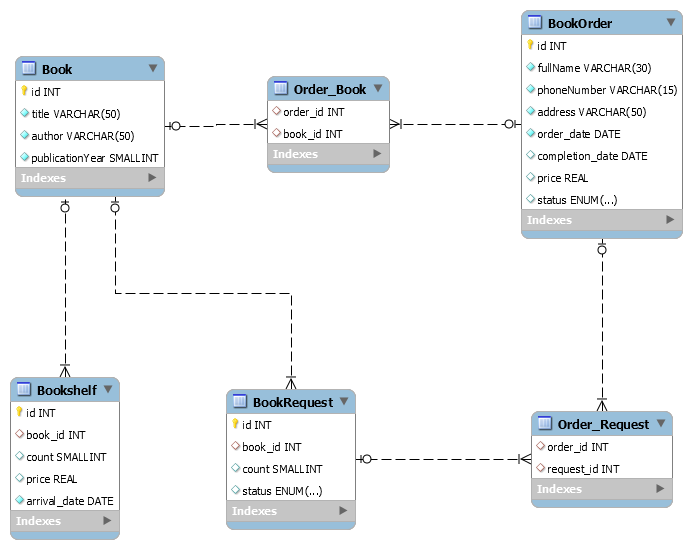 Book
id INT
title VARCHAR(50)
author VARCHAR(50)
publicationYear SMALLINT
Indexes
Order_Book
order_id INT
book_id INT
Indexes
BookOrder
id INT
fullName VARCHAR(30)
phoneNumber VARCHAR(15)
address VARCHAR(50)
order_date DATE
completion_date DATE
price REAL
status ENUM(...)
Indexes
Bookshelf
id INT
book_id INT
count SMALLINT
price REAL
arrival_date DATE
Indexes
BookRequest
id INT
book_id INT
count SMALLINT
status ENUM(...)
Indexes
Order_Request
order_id INT
request_id INT
Indexes